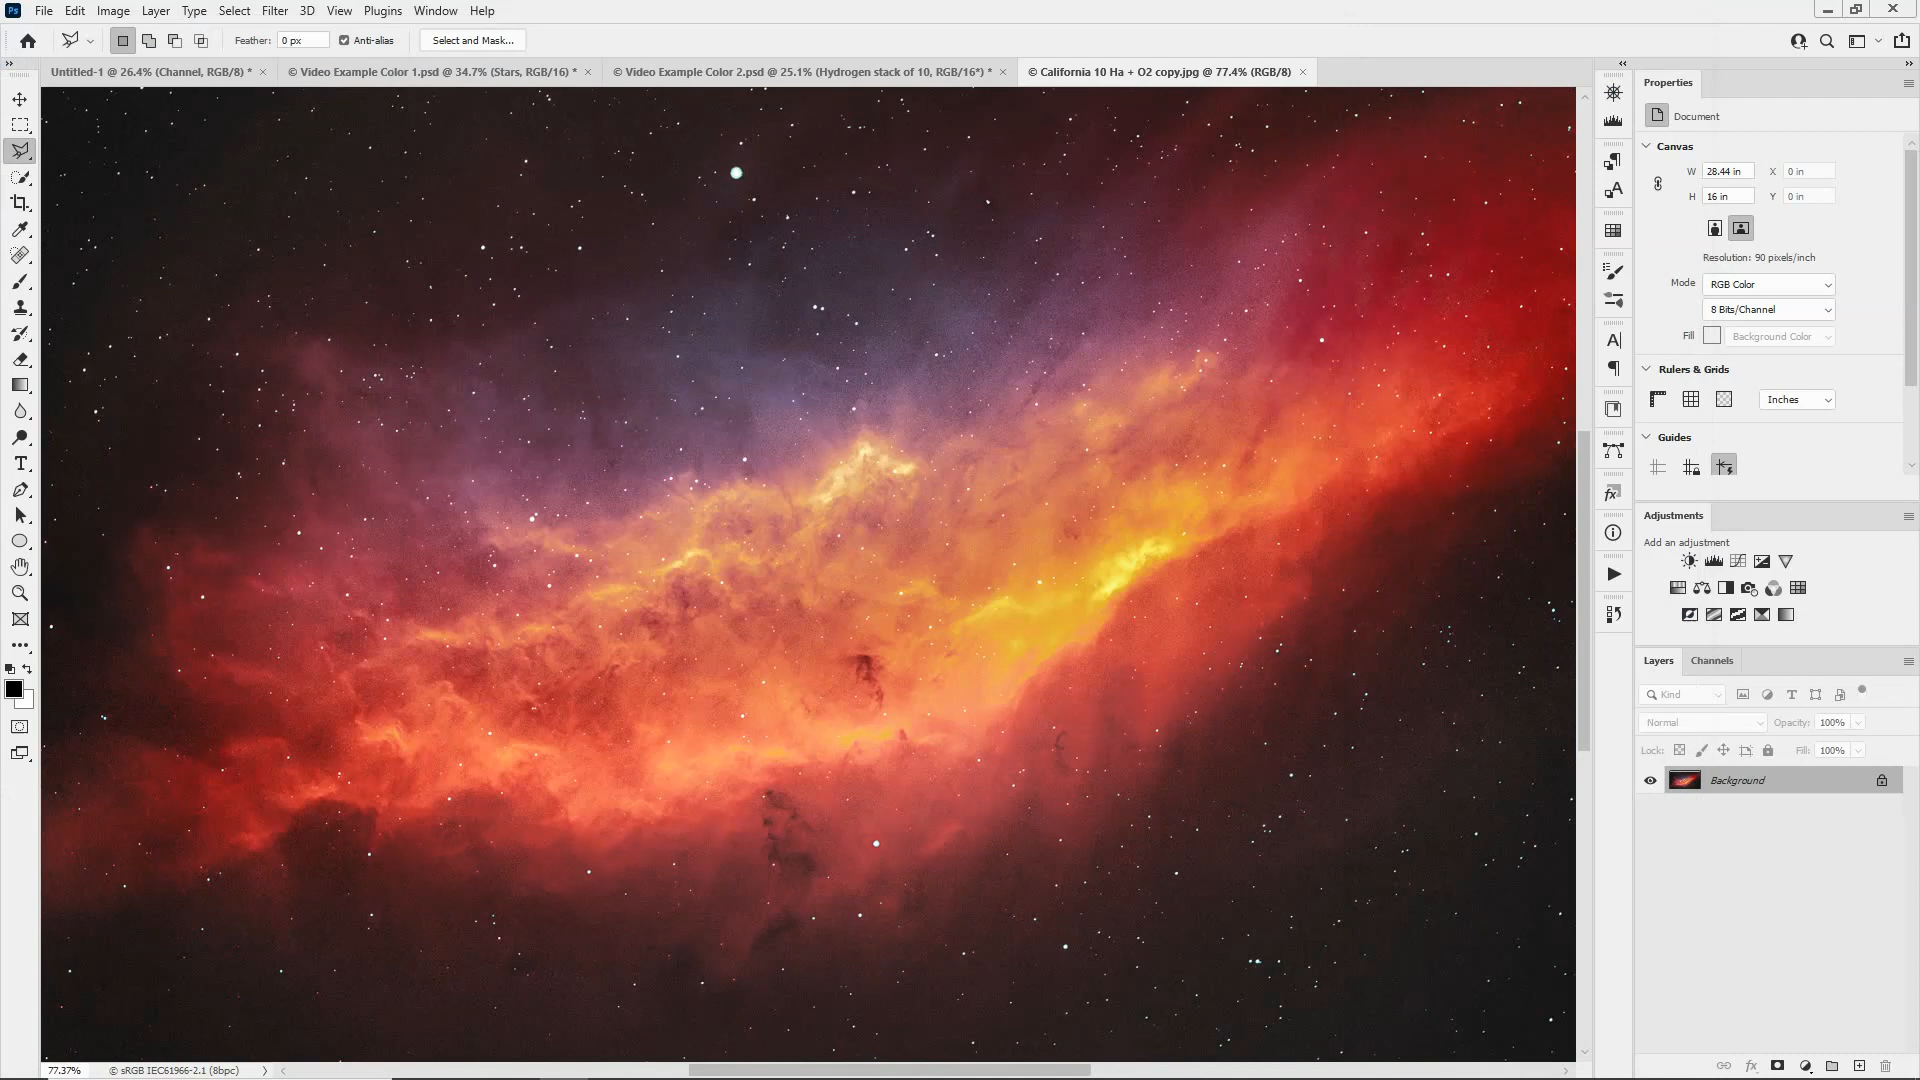 Ps File Edit Image Layer Type Select Filter 3D View Plugins Window Help
Feather: 0 px Anti-alias Select and Mask...
Untitled-1 @ 26.4% (Channel, RGB/8) * © Video Example Color 1.psd @ 34.7% (Stars, RGB/16) * © Video Example Color 2.psd @ 25.1% (Hydrogen stack of 10, RGB/16*) * © California 10 Ha + O2 copy.jpg @ 77.4% (RGB/8)
Properties
Document
Canvas
W 28.44 in X 0 in
H 16 in Y 0 in
Resolution: 90 pixels/inch
Mode RGB Color
8 Bits/Channel
Fill Background Color
Rulers & Grids
Inches
Guides
Adjustments
Add an adjustment
Layers Channels
Kind
Normal Opacity: 100%
Lock: Fill: 100%
Background
77.37% © sRGB IEC61966-2.1 (8bpc)